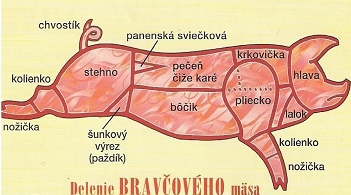 chvostík
panenská sviečková
krkovička
kolienko
stehno
pečeň
čiže karé
hlava
bôčik
pliecko
lalok
nožička
šunkový
výrez
(paždík)
kolienko
nožička
Delenie BRAVČOVÉHO mäsa